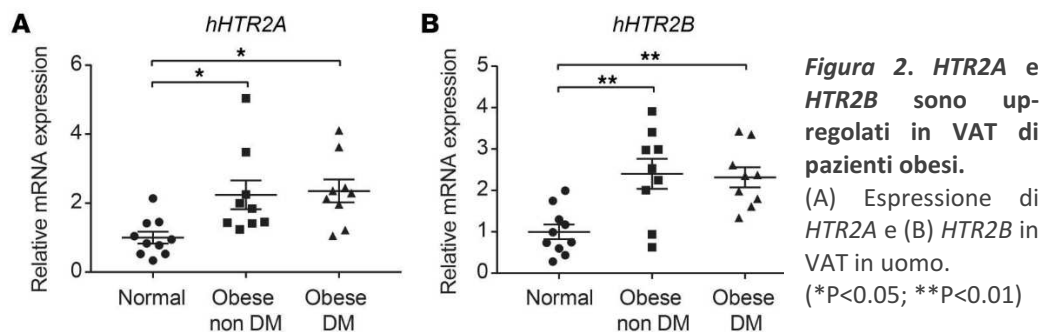 A
hHTR2A
Relative mRNA expression
6
4
2
0
*
*
Normal
Obese
non DM
Obese
DM
B
hHTR2B
Relative mRNA expression
5
4
3
2
1
0
**
**
Normal
Obese
non DM
Obese
DM
Figura 2. HTR2A e
HTR2B sono up-
regolati in VAT di
pazienti obesi.
(A) Espressione di
HTR2A e (B) HTR2B in
VAT in uomo.
(*P<0.05; **P<0.01)